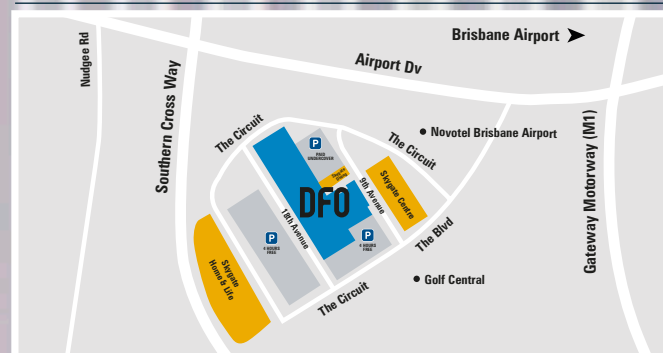 Brisbane Airport
Nudgee Rd
Airport Dv
Southern Cross Way
The Circuit
P
PAID
UNDERCOVER
Novotel Brisbane Airport
The Circuit
Gateway Motorway (M1)
9th Avenue
Skygate Centre
DFO
18th Avenue
P
4 HOURS
FREE
P
4 HOURS
FREE
The Blvd
Skygate
Home & Life
Golf Central
The Circuit